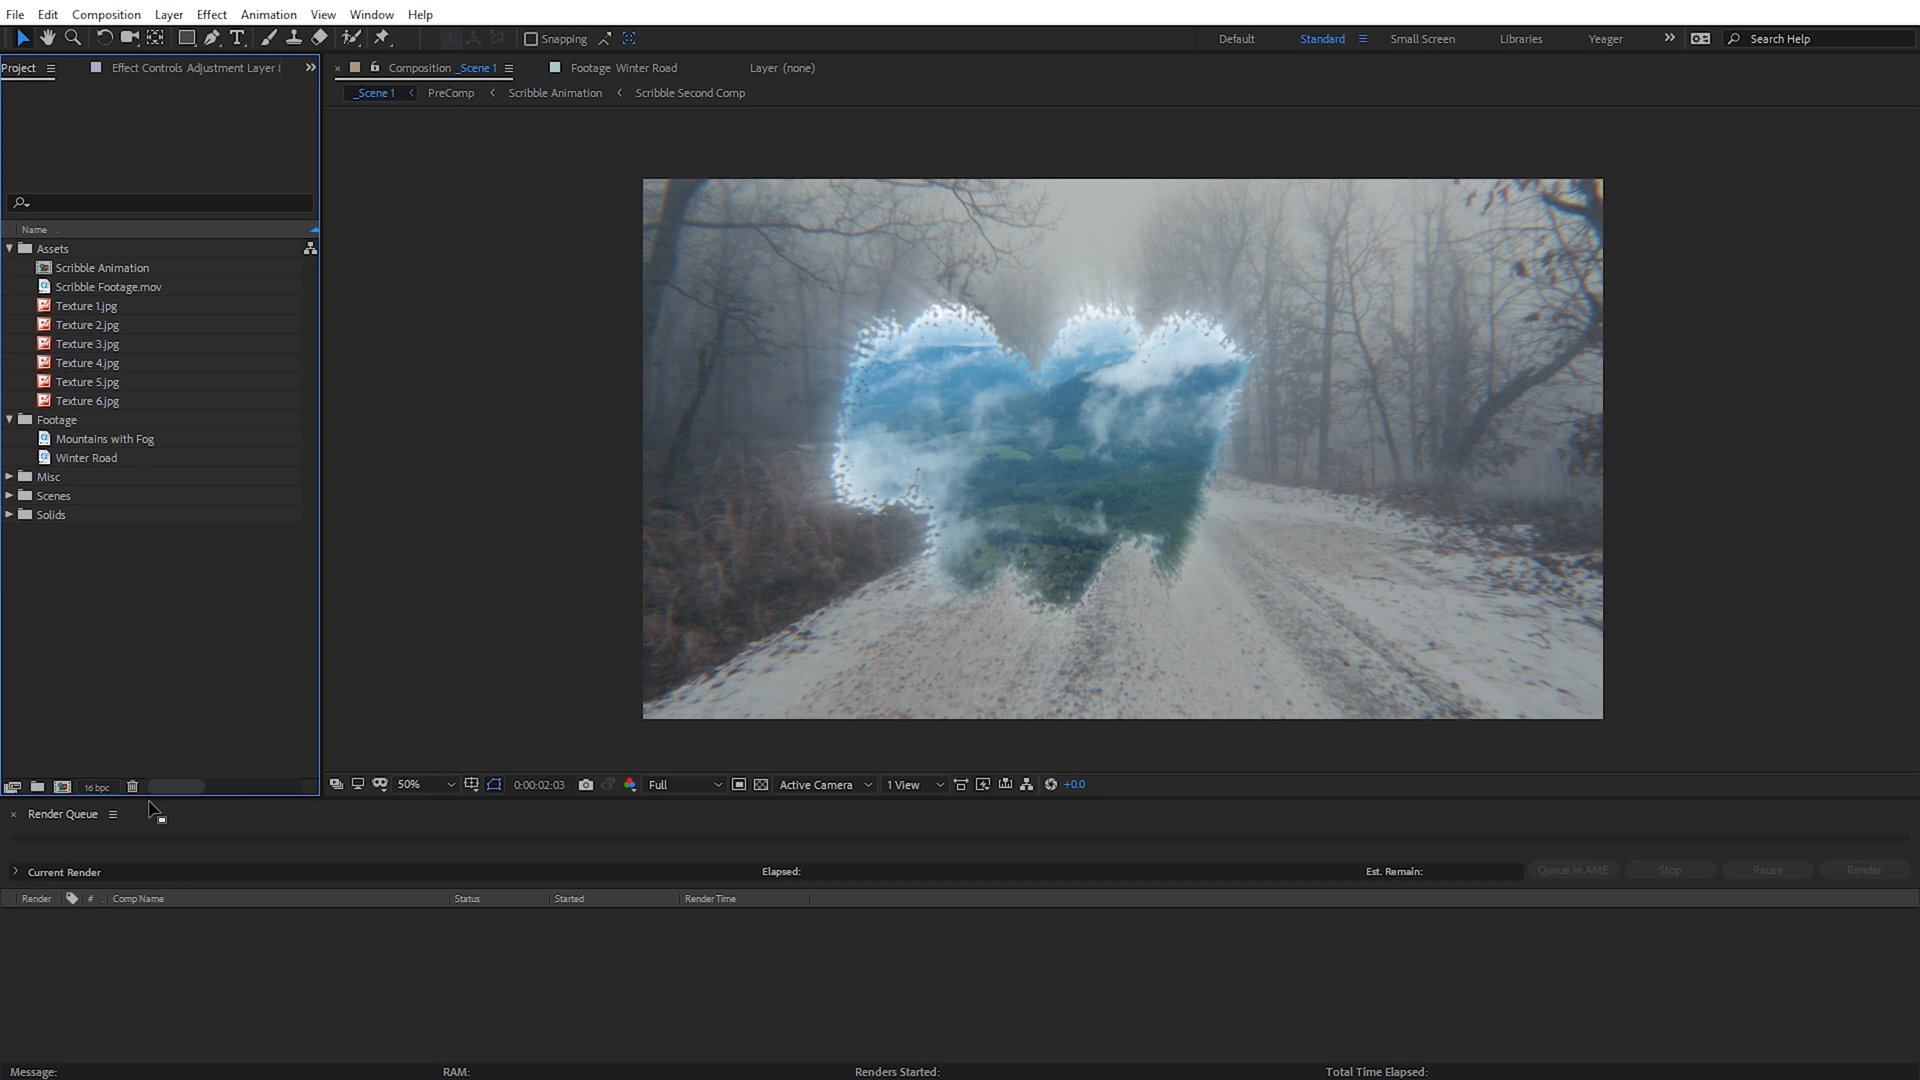 File Edit Composition Layer Effect Animation View Window Help
Snapping Default Standard Small Screen Libraries Yeager Search Help
Project Effect Controls Adjustment Layer Composition _Scene 1 Footage Winter Road Layer (none)
_Scene 1 PreComp Scribble Animation Scribble Second Comp
Name
Assets
Scribble Animation
Scribble Footage.mov
Texture 1.jpg
Texture 2.jpg
Texture 3.jpg
Texture 4.jpg
Texture 5.jpg
Texture 6.jpg
Footage
Mountains with Fog
Winter Road
Misc
Scenes
Solids
16 bpc 50% 0:00:02:03 Full Active Camera 1 View +0.0
Render Queue
Current Render Elapsed: Est. Remain: Queue in AME Stop Pause Render
Render # Comp Name Status Started Render Time
Message: RAM: Renders Started: Total Time Elapsed: